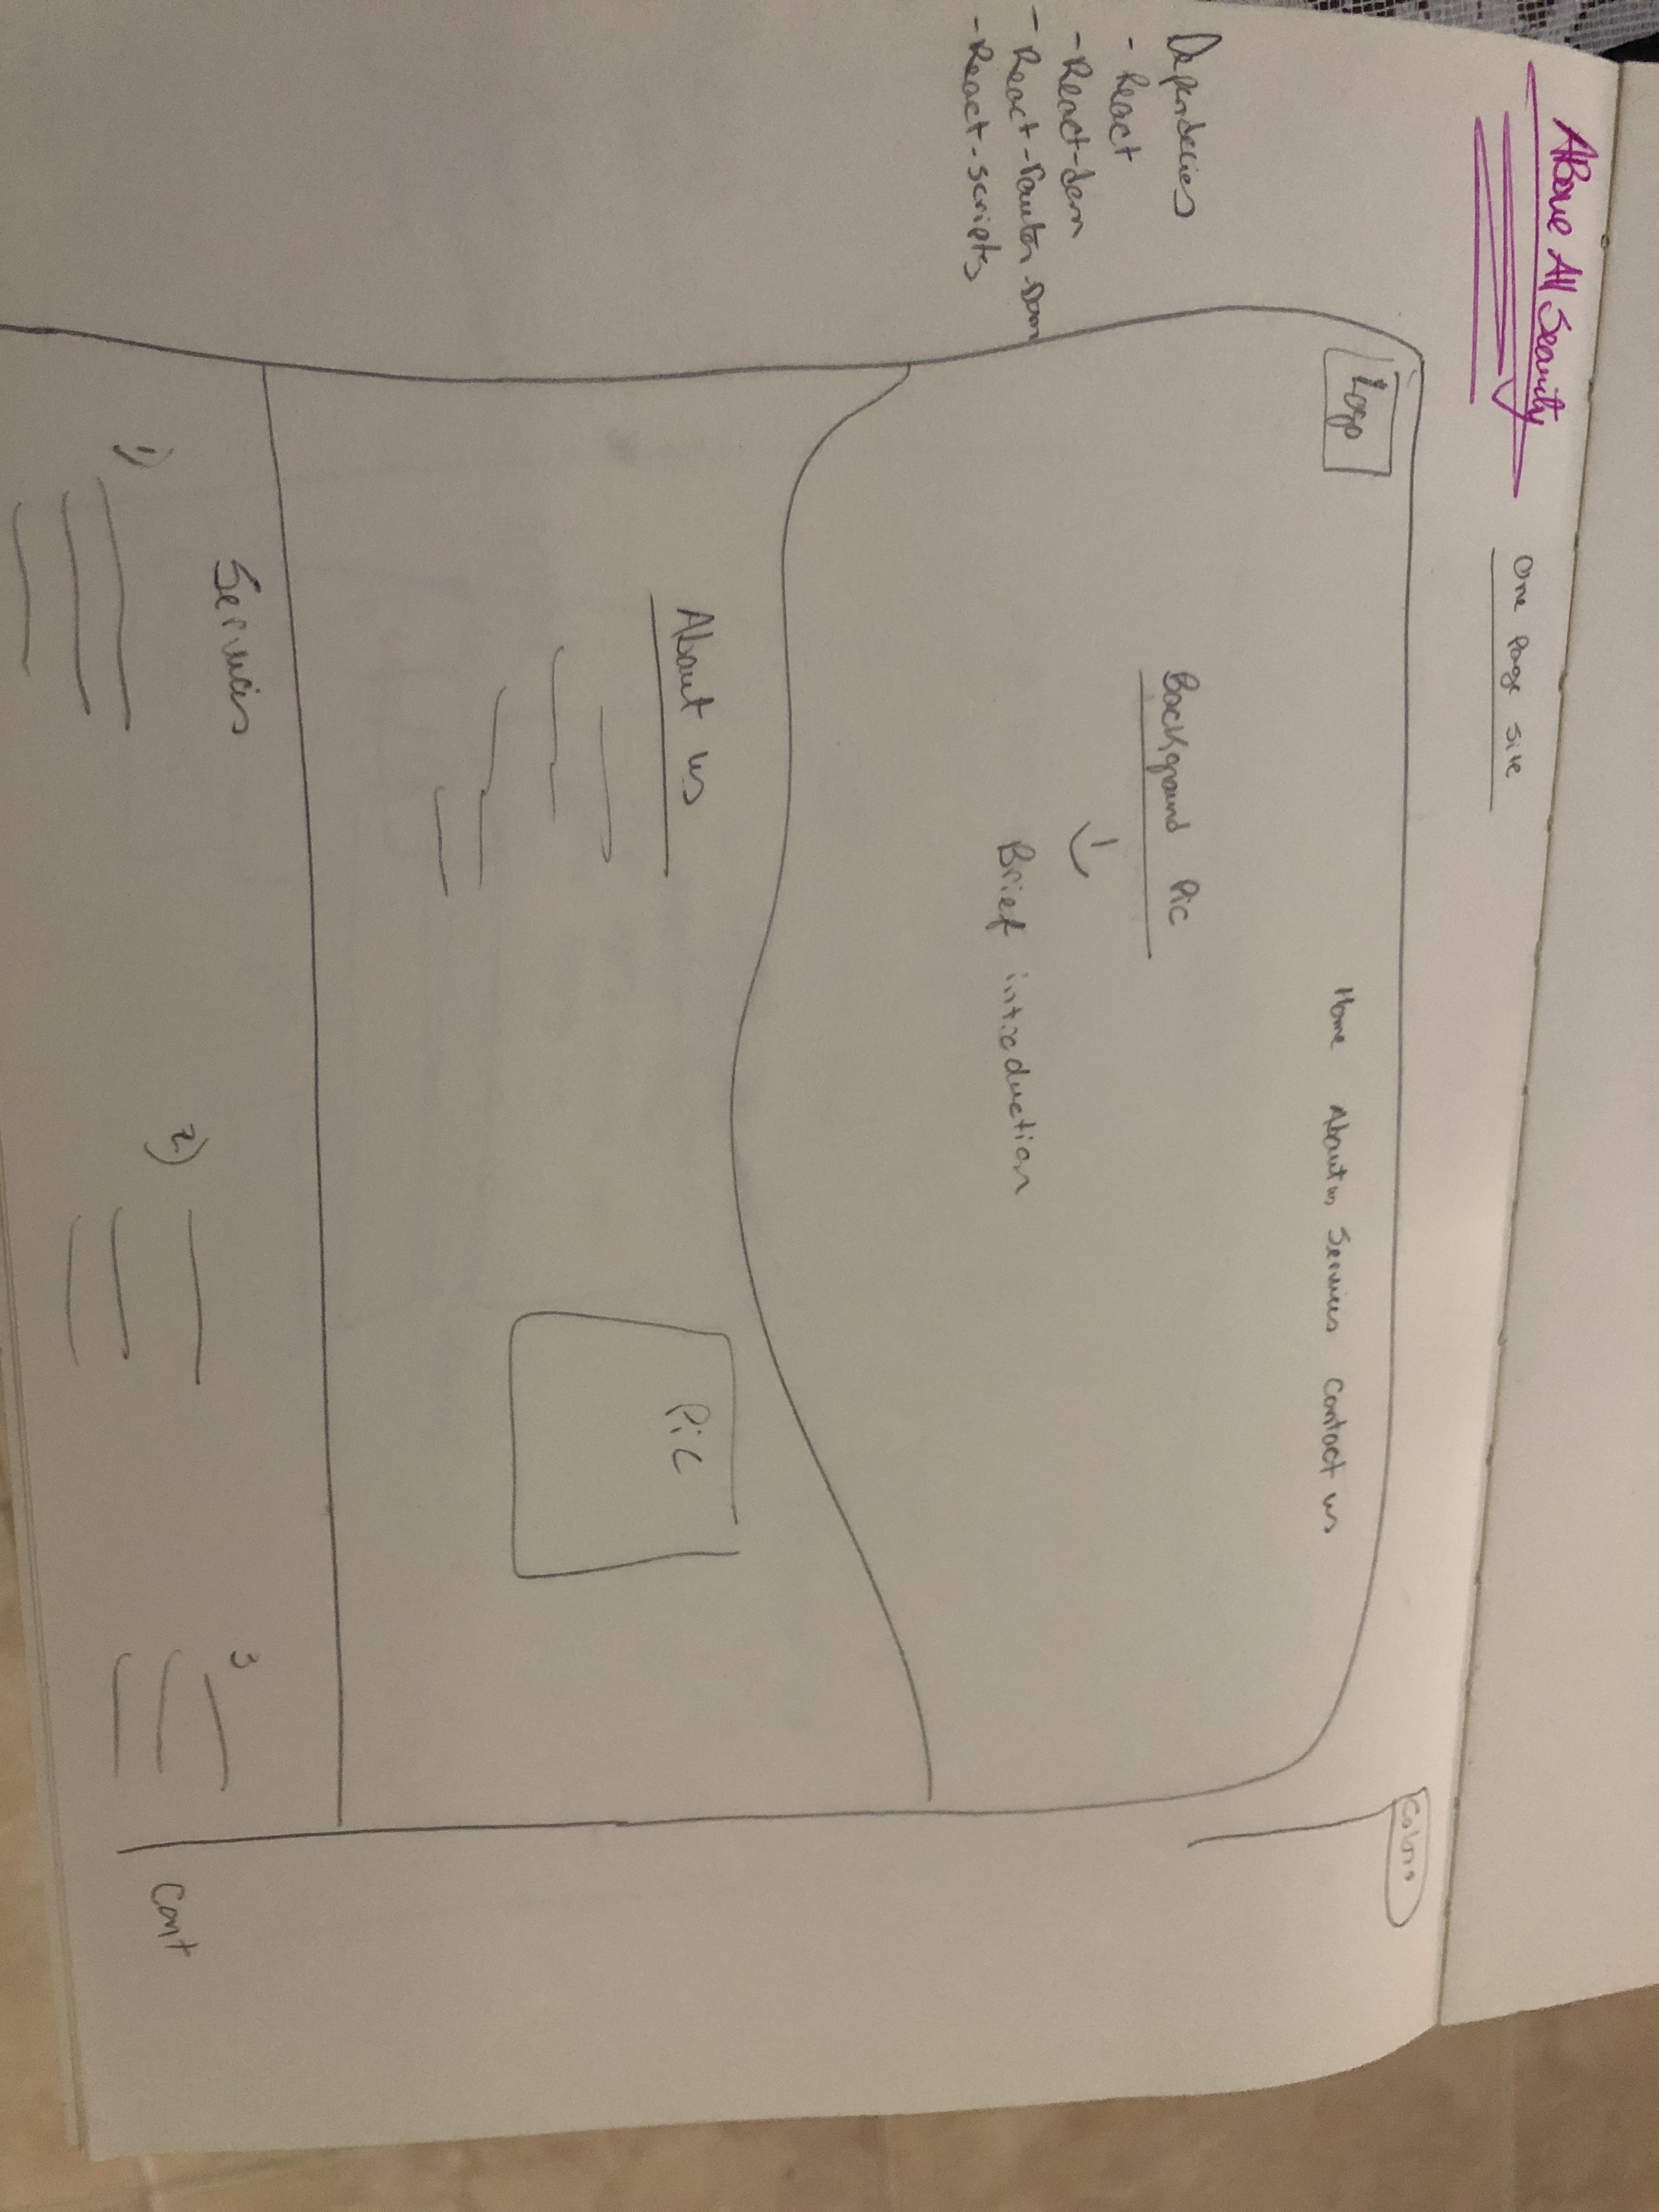 Above All Security
One Page site
Colors
Logo
Home About us Services Contact us
Dependecies
- React
- React-dom
- React-router-dom
- React-scripts
Background Pic
Brief introduction
About us
Pic
Services
1)
2)
3
Cont